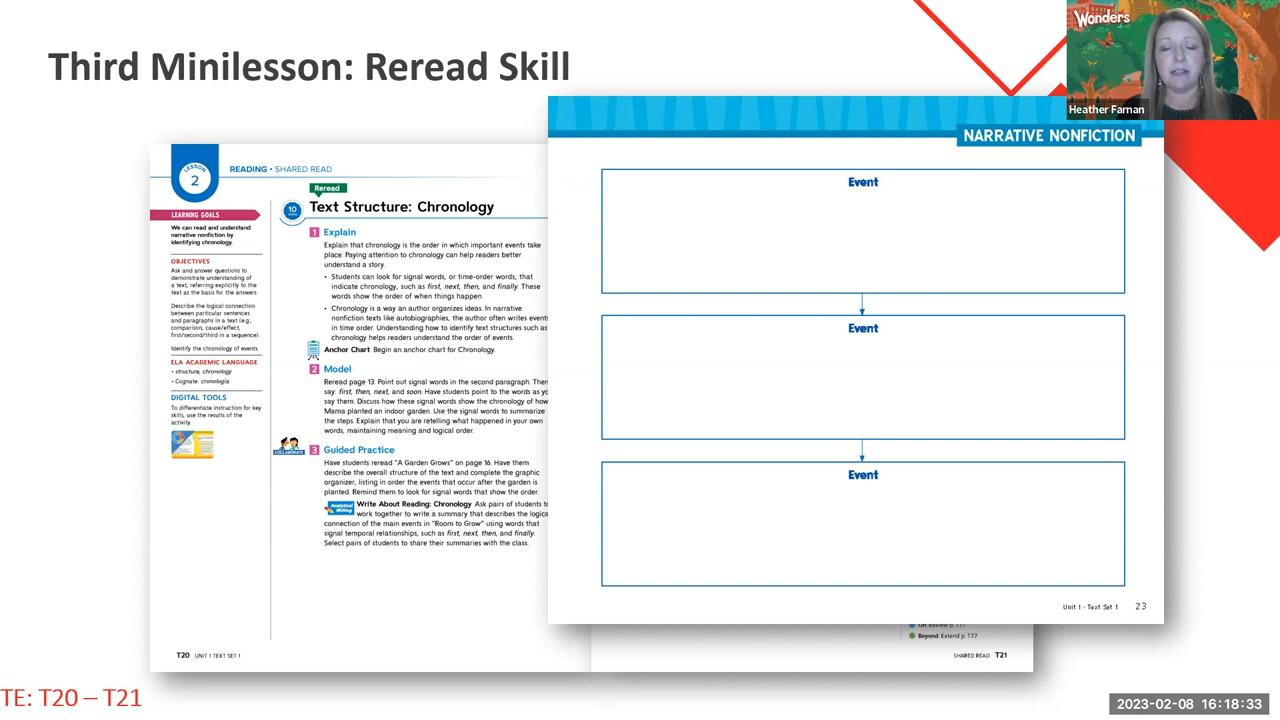 Third Minilesson: Reread Skill
Wonders
Heather Farnan
LESSON
2
READING • SHARED READ
LEARNING GOALS
We can read and understand
narrative nonfiction by
identifying chronology.
OBJECTIVES
Ask and answer questions to
demonstrate understanding of
a text, referring explicitly to the
text as the basis for the answers.
Describe the logical connection
between particular sentences
and paragraphs in a text (e.g.,
comparison, cause/effect,
first/second/third in a sequence).
Identify the chronology of events.
ELA ACADEMIC LANGUAGE
• structure, chronology
• Cognate: cronología
DIGITAL TOOLS
To differentiate instruction for key
skills, use the results of the
activity.
Reread
10
Text Structure: Chronology
1 Explain
Explain that chronology is the order in which important events take
place. Paying attention to chronology can help readers better
understand a story.
• Students can look for signal words, or time-order words, that
indicate chronology, such as first, next, then, and finally. These
words show the order of when things happen.
• Chronology is a way an author organizes ideas. In narrative
nonfiction texts like autobiographies, the author often writes events
in time order. Understanding how to identify text structures such as
chronology helps readers understand the order of events.
Anchor Chart Begin an anchor chart for Chronology.
2 Model
Reread page 13. Point out signal words in the second paragraph. Then
say: first, then, next, and soon. Have students point to the words as
say them. Discuss how these signal words show the chronology of how
Mama planted an indoor garden. Use the signal words to summarize
the steps. Explain that you are retelling what happened in your own
words, maintaining meaning and logical order.
COLLABORATE
3 Guided Practice
Have students reread "A Garden Grows" on page 16. Have them
describe the overall structure of the text and complete the graphic
organizer, listing in order the events that occur after the garden is
planted. Remind them to look for signal words that show the order.
Analytical Writing
Write About Reading: Chronology Ask pairs of students to
work together to write a summary that describes the
connection of the main events in "Room to Grow" using words that
signal temporal relationships, such as first, next, then, and finally.
Select pairs of students to share their summaries with the class.
T20 UNIT 1 TEXT SET 1
NARRATIVE NONFICTION
Event
Event
Event
Unit 1 - Text Set 1 23
Beyond Extend p. T77
SHARED READ T21
TE: T20 – T21
2023-02-08 16:18:33